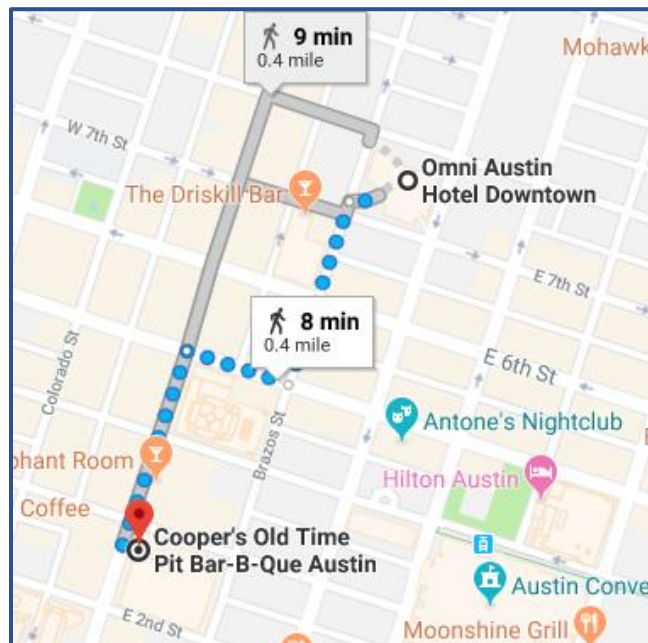 9 min
0.4 mile
Mohawk
W 7th St
Omni Austin
Hotel Downtown
The Driskill Bar
E 7th St
8 min
0.4 mile
Colorado St
E 6th St
Brazos St
Antone's Nightclub
phant Room
Hilton Austin
Coffee
Cooper's Old Time
Pit Bar-B-Que Austin
Austin Conve
E 2nd St
Moonshine Grill